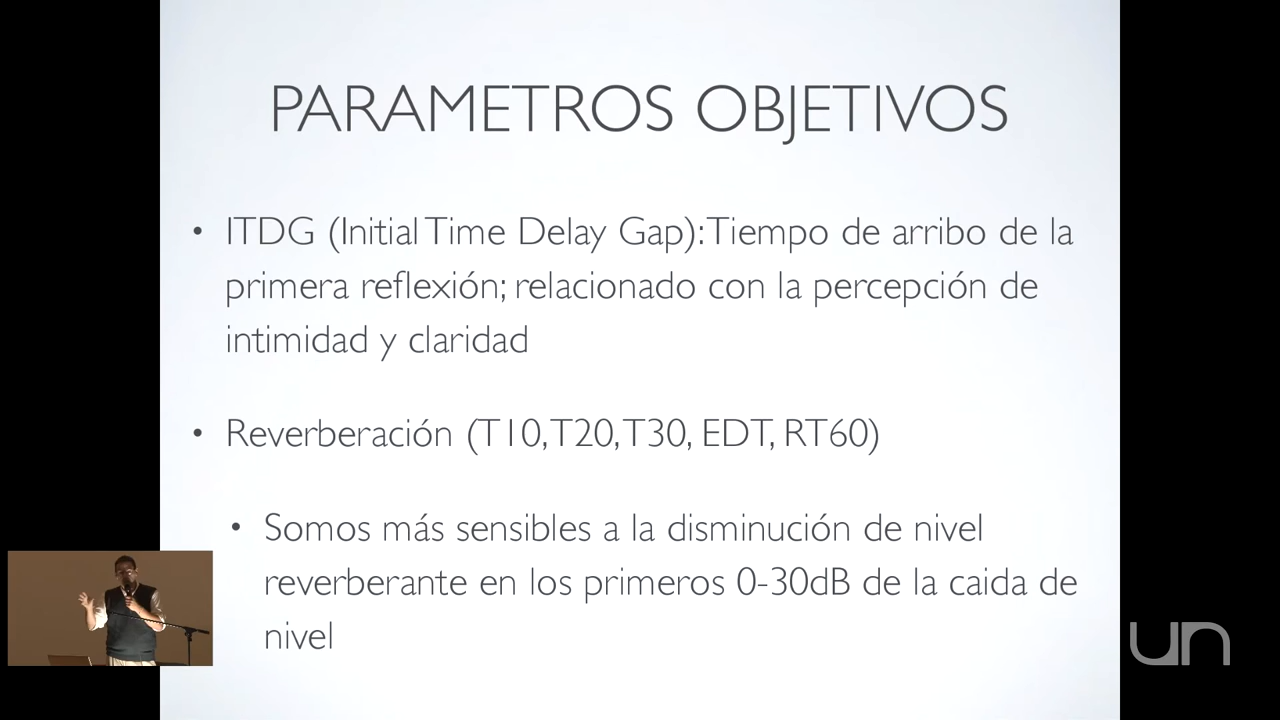 PARAMETROS OBJETIVOS
• ITDG (Initial Time Delay Gap): Tiempo de arribo de la
primera reflexión; relacionado con la percepción de
intimidad y claridad
• Reverberación (T10, T20, T30, EDT, RT60)
• Somos más sensibles a la disminución de nivel
reverberante en los primeros 0-30dB de la caida de
nivel
un